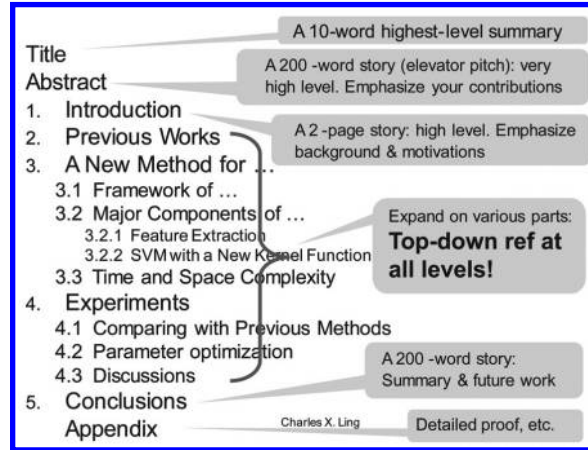 A 10-word highest-level summary
Title
Abstract
A 200 -word story (elevator pitch): very
high level. Emphasize your contributions
1. Introduction
A 2 -page story: high level. Emphasize
background & motivations
2. Previous Works
3. A New Method for ...
3.1 Framework of ...
3.2 Major Components of ...
3.2.1 Feature Extraction
3.2.2 SVM with a New Kernel Function
3.3 Time and Space Complexity
Expand on various parts:
Top-down ref at
all levels!
4. Experiments
4.1 Comparing with Previous Methods
4.2 Parameter optimization
4.3 Discussions
A 200 -word story:
Summary & future work
5. Conclusions
Appendix
Charles X. Ling
Detailed proof, etc.